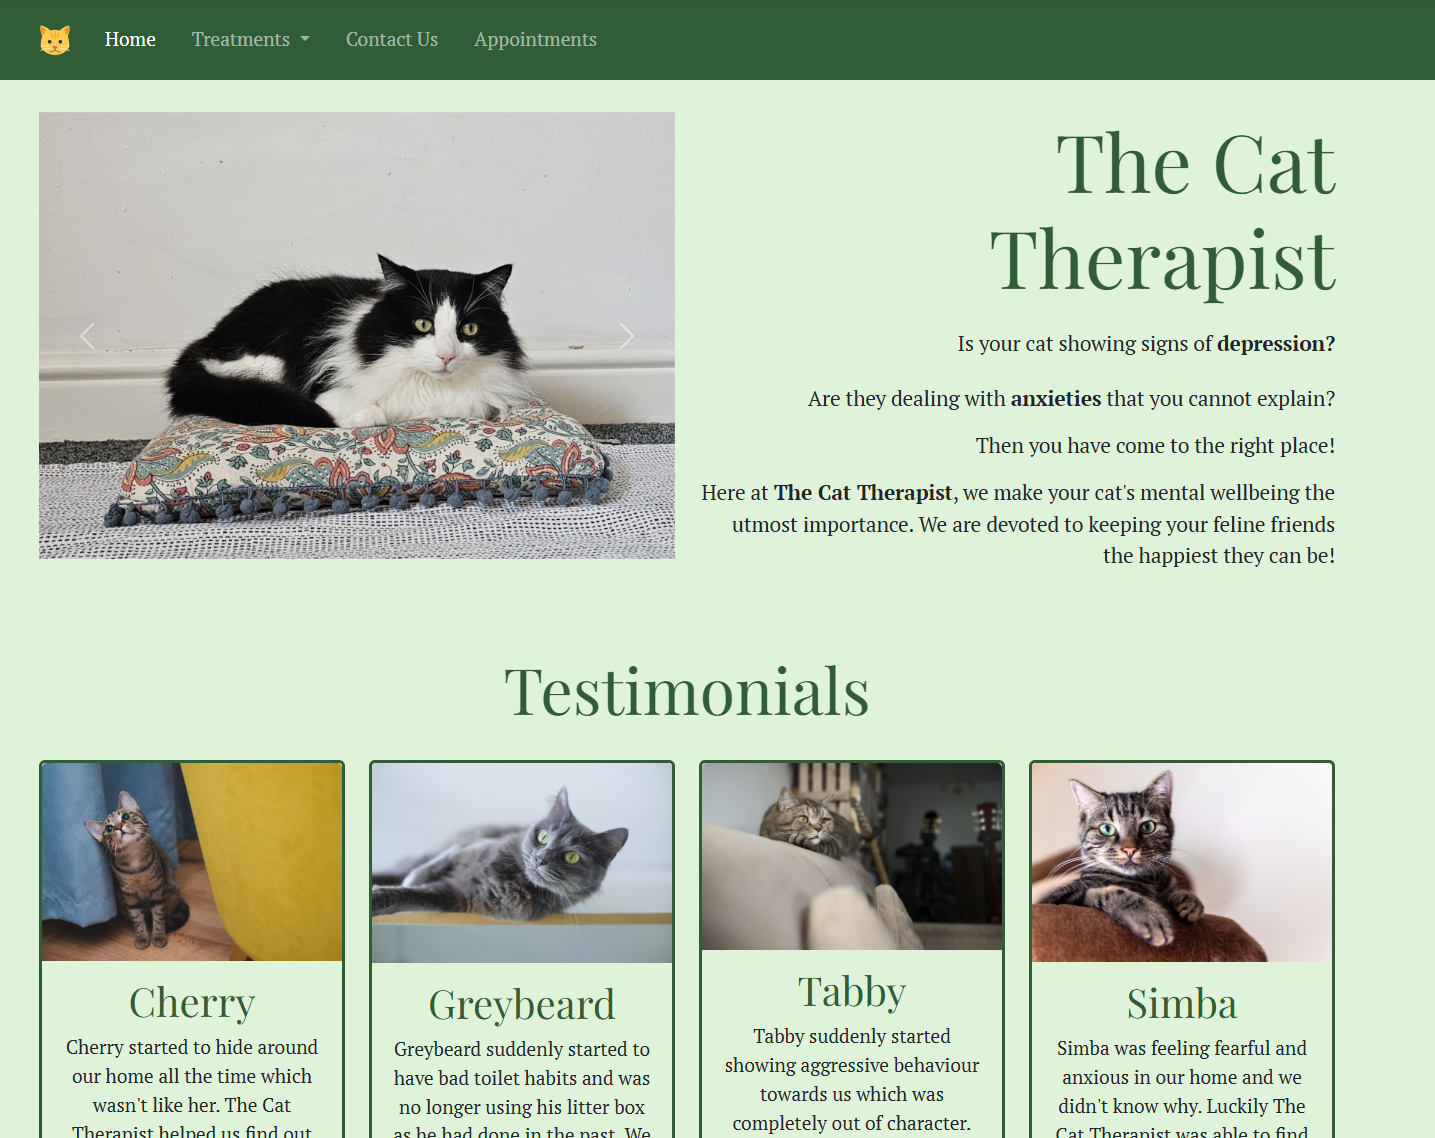 Home Treatments Contact Us Appointments
The Cat
Therapist
Is your cat showing signs of depression?
Are they dealing with anxieties that you cannot explain?
Then you have come to the right place!
Here at The Cat Therapist, we make your cat's mental wellbeing the
utmost importance. We are devoted to keeping your feline friends
the happiest they can be!
Testimonials
Cherry
Cherry started to hide around
our home all the time which
wasn't like her. The Cat
Therapist helped us find out
Greybeard
Greybeard suddenly started to
have bad toilet habits and was
no longer using his litter box
as he had done in the past. We
Tabby
Tabby suddenly started
showing aggressive behaviour
towards us which was
completely out of character.
Simba
Simba was feeling fearful and
anxious in our home and we
didn't know why. Luckily The
Cat Therapist was able to find